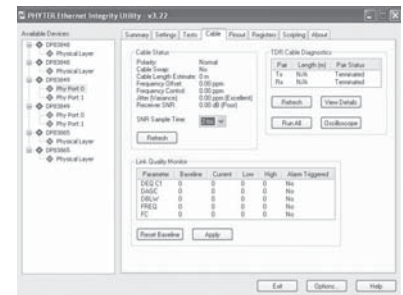 PHYTER Ethernet Integrity Utility - v3.22
Available Devices:
DP83848
Physical Layer
DP83848
Physical Layer
DP83849
Phy Port 0
Phy Port 1
DP83849
Phy Port 0
Phy Port 1
DP83865
Physical Layer
DP83865
Physical Layer
Summary Settings Tests Cable Pinout Registers Scripting About
Cable Status
Polarity: Normal
Cable Swap: No
Cable Length Estimate: 0 m
Frequency Offset: 0.00 ppm
Frequency Control: 0.00 ppm
Jitter (Variance): 0.00 ppm (Excellent)
Receiver SNR: 0.00 dB (Poor)
SNR Sample Time:
Refresh
TDR Cable Diagnostics
Pair Length (m) Pair Status
Tx N/A Terminated
Rx N/A Terminated
Refresh View Details
Run All Oscilloscope
Link Quality Monitor
Parameter Baseline Current Low High Alarm Triggered
DEQ C1 0 0 0 0 No
DAGC 0 0 0 0 No
DBLW 0 0 0 0 No
FREQ 0 0 0 0 No
FC 0 0 0 0 No
Reset Baseline Apply
Exit Options... Help